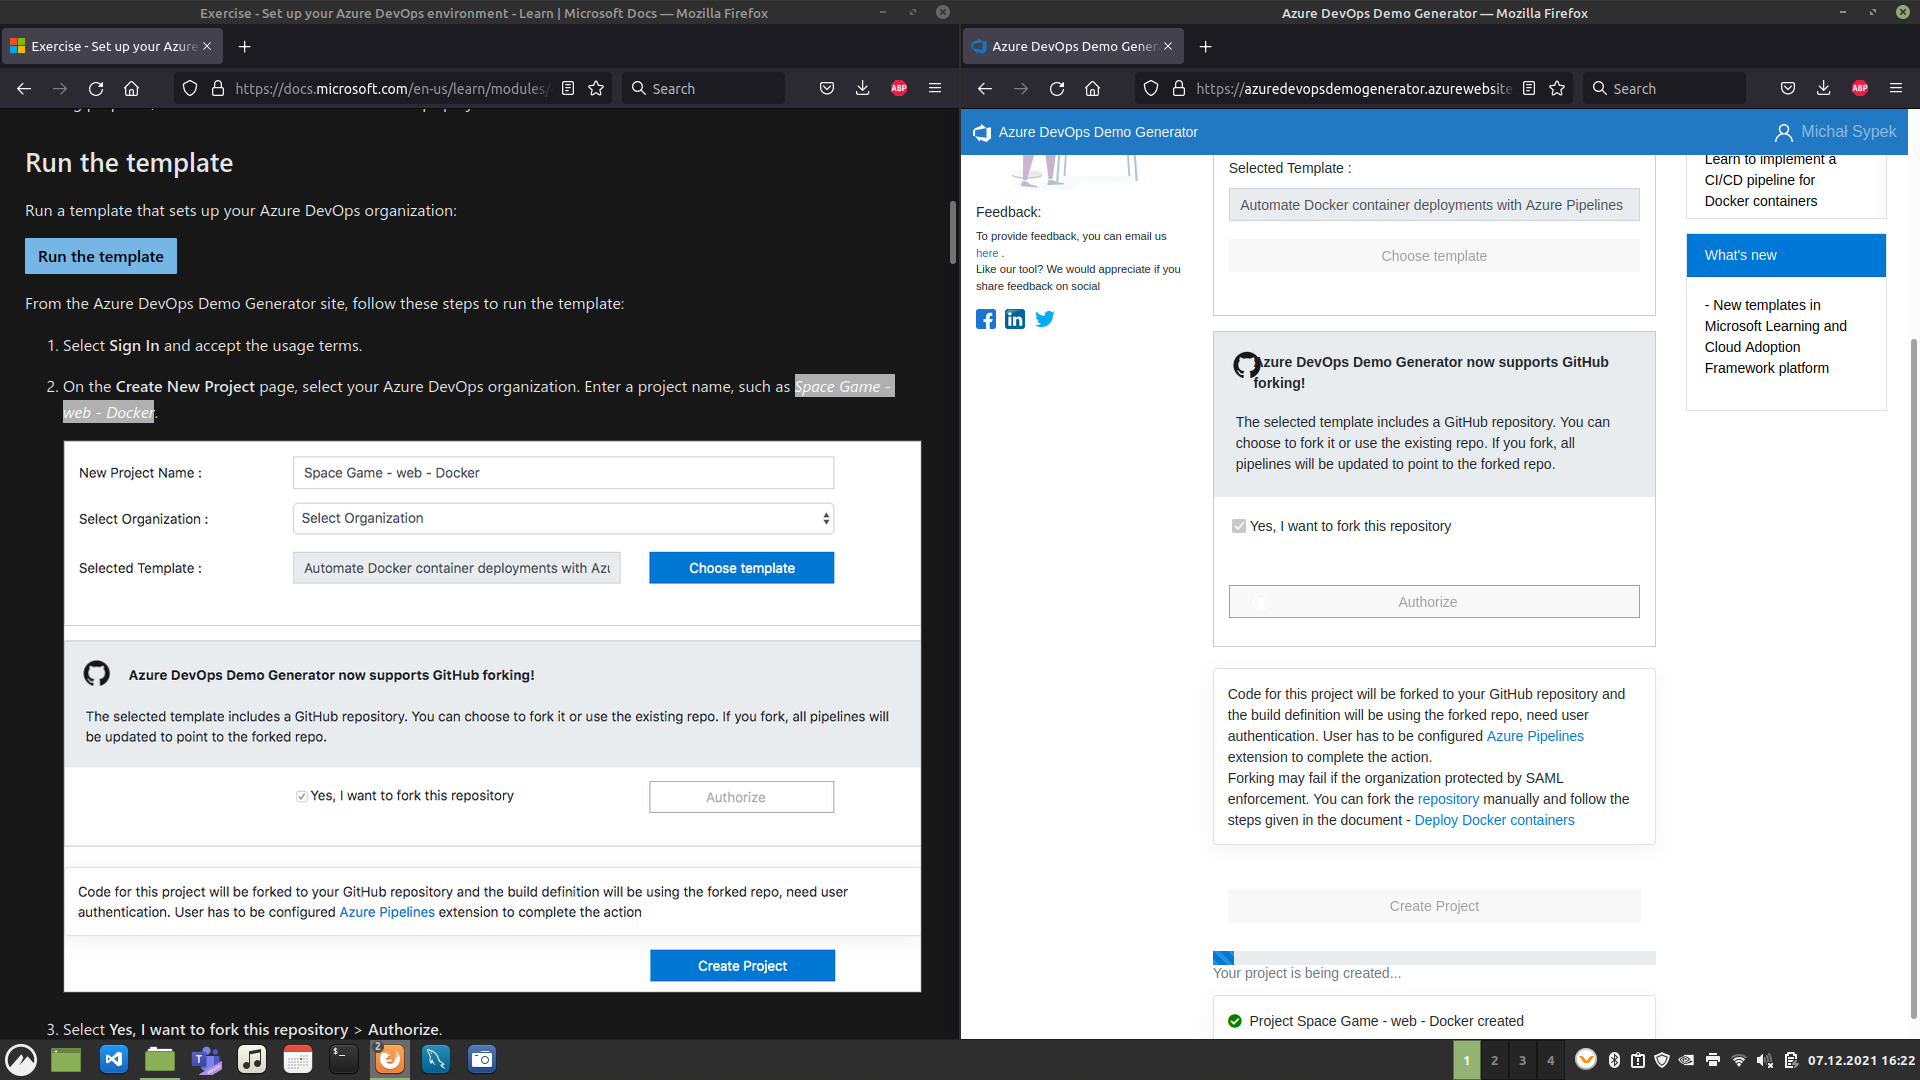 Exercise - Set up your Azure DevOps environment - Learn | Microsoft Docs — Mozilla Firefox
Exercise - Set up your Azure
https://docs.microsoft.com/en-us/learn/modules/
Search
ABP
Run the template
Run a template that sets up your Azure DevOps organization:
Run the template
From the Azure DevOps Demo Generator site, follow these steps to run the template:
1. Select Sign In and accept the usage terms.
2. On the Create New Project page, select your Azure DevOps organization. Enter a project name, such as Space Game -
web - Docker.
New Project Name :
Space Game - web - Docker
Select Organization :
Select Organization
Selected Template :
Automate Docker container deployments with Azu
Choose template
Azure DevOps Demo Generator now supports GitHub forking!
The selected template includes a GitHub repository. You can choose to fork it or use the existing repo. If you fork, all pipelines will
be updated to point to the forked repo.
Yes, I want to fork this repository
Authorize
Code for this project will be forked to your GitHub repository and the build definition will be using the forked repo, need user
authentication. User has to be configured Azure Pipelines extension to complete the action
Create Project
3. Select Yes, I want to fork this repository > Authorize.
Azure DevOps Demo Generator — Mozilla Firefox
Azure DevOps Demo Gener
https://azuredevopsdemogenerator.azurewebsite
Search
ABP
Azure DevOps Demo Generator
Michał Sypek
Feedback:
To provide feedback, you can email us
here .
Like our tool? We would appreciate if you
share feedback on social
Selected Template :
Automate Docker container deployments with Azure Pipelines
Choose template
Azure DevOps Demo Generator now supports GitHub
forking!
The selected template includes a GitHub repository. You can
choose to fork it or use the existing repo. If you fork, all
pipelines will be updated to point to the forked repo.
Yes, I want to fork this repository
Authorize
Code for this project will be forked to your GitHub repository and
the build definition will be using the forked repo, need user
authentication. User has to be configured Azure Pipelines
extension to complete the action.
Forking may fail if the organization protected by SAML
enforcement. You can fork the repository manually and follow the
steps given in the document - Deploy Docker containers
Create Project
Your project is being created...
Project Space Game - web - Docker created
Learn to implement a
CI/CD pipeline for
Docker containers
What's new
- New templates in
Microsoft Learning and
Cloud Adoption
Framework platform
2
1
2
3
4
07.12.2021 16:22